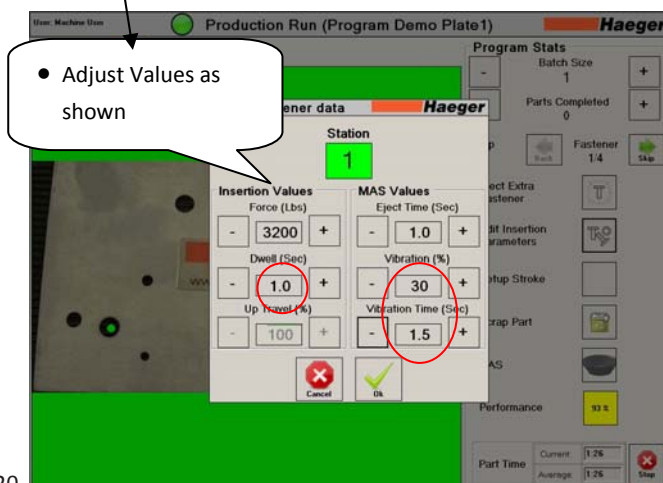 User: Machine User
Production Run (Program Demo Plate1)
Haeger
• Adjust Values as
shown
ener data
Haeger
Station
1
Insertion Values
Force (Lbs)
- 3200 +
Dwell (Sec)
- 1.0 +
Up Travel (%)
- 100 +
MAS Values
Eject Time (Sec)
- 1.0 +
Vibration (%)
- 30 +
Vibration Time (Sec)
- 1.5 +
Cancel
Ok
Program Stats
Batch Size
- 1 +
Parts Completed
0 +
Back
Fastener
1/4
Skip
ect Extra
astener
dit Insertion
arameters
etup Stroke
crap Part
AS
Performance
93 %
Part Time
Current: 1:26
Average: 1:26
Stop